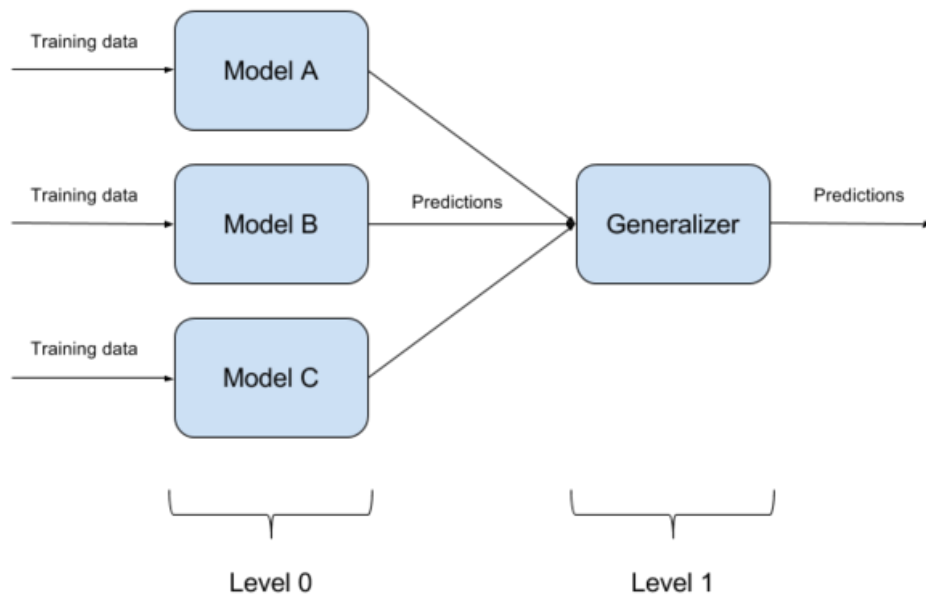 Training data
Model A
Training data
Model B
Predictions
Generalizer
Predictions
Training data
Model C
Level 0
Level 1